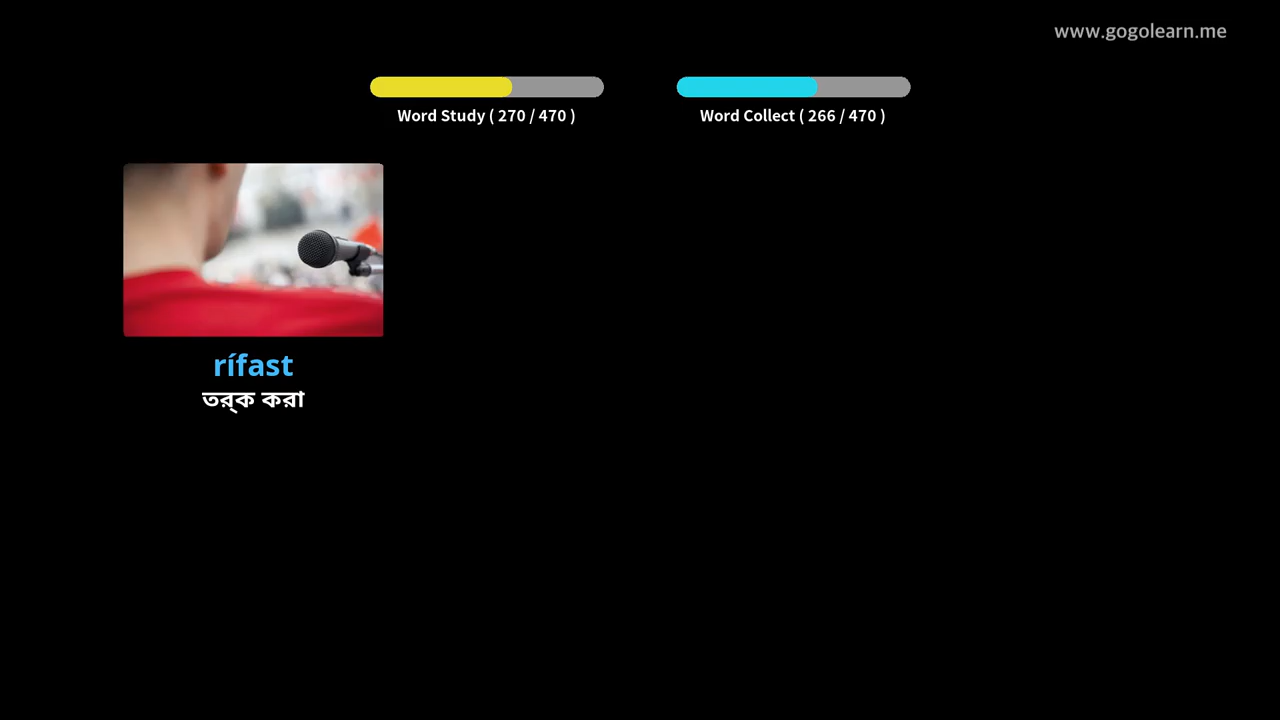 www.gogolearn.me
Word Study ( 270 / 470 )
Word Collect ( 266 / 470 )
rífast
তর্ক করা